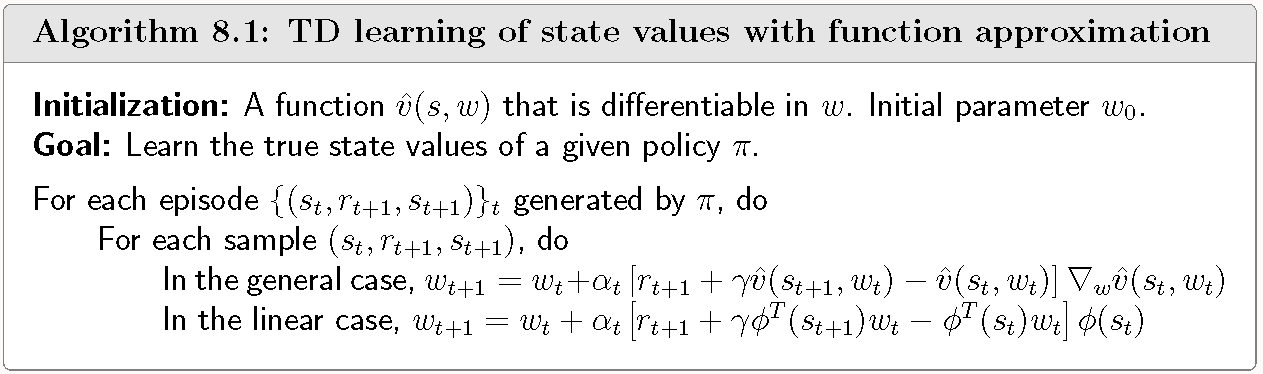 Algorithm 8.1: TD learning of state values with function approximation
Initialization: A function $\hat{v}(s, w)$ that is differentiable in $w$. Initial parameter $w_0$.
Goal: Learn the true state values of a given policy $\pi$.
For each episode $\{(s_t, r_{t+1}, s_{t+1})\}_t$ generated by $\pi$, do
For each sample $(s_t, r_{t+1}, s_{t+1})$, do
In the general case, $w_{t+1} = w_t + \alpha_t \left[ r_{t+1} + \gamma \hat{v}(s_{t+1}, w_t) - \hat{v}(s_t, w_t) \right] \nabla_w \hat{v}(s_t, w_t)$
In the linear case, $w_{t+1} = w_t + \alpha_t \left[ r_{t+1} + \gamma \phi^T(s_{t+1}) w_t - \phi^T(s_t) w_t \right] \phi(s_t)$